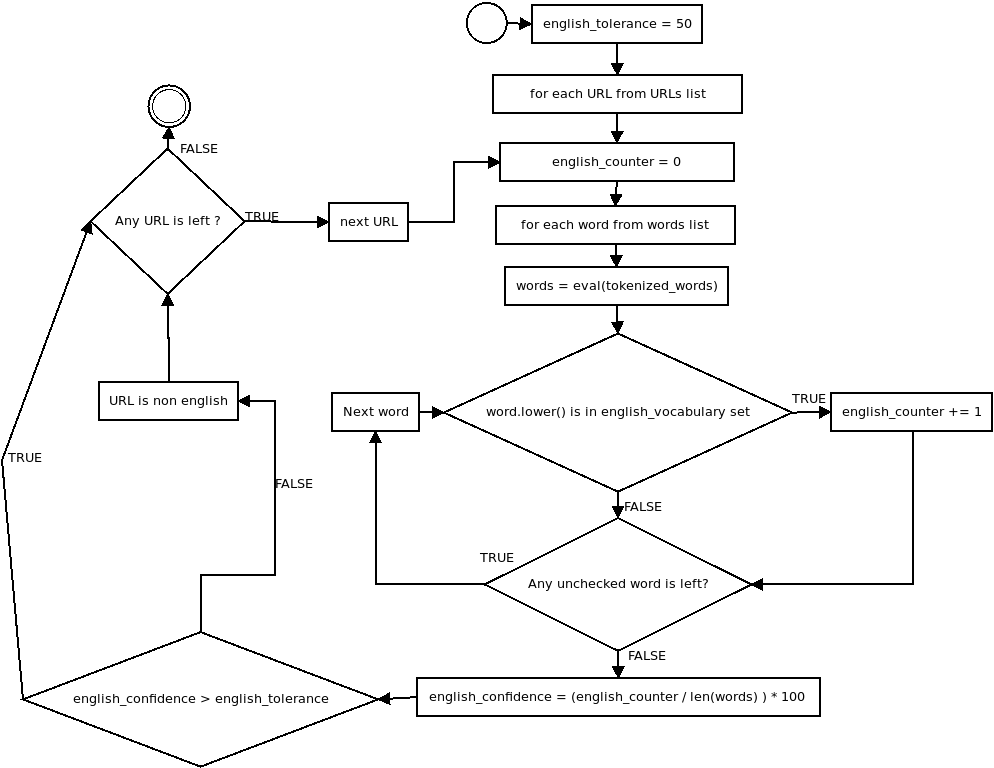 english_tolerance = 50
for each URL from URLs list
FALSE
english_counter = 0
Any URL is left ?
TRUE
next URL
for each word from words list
words = eval(tokenized_words)
URL is non english
Next word
word.lower() is in english_vocabulary set
TRUE
english_counter += 1
TRUE
FALSE
FALSE
TRUE
Any unchecked word is left?
FALSE
english_confidence > english_tolerance
english_confidence = (english_counter / len(words) ) * 100